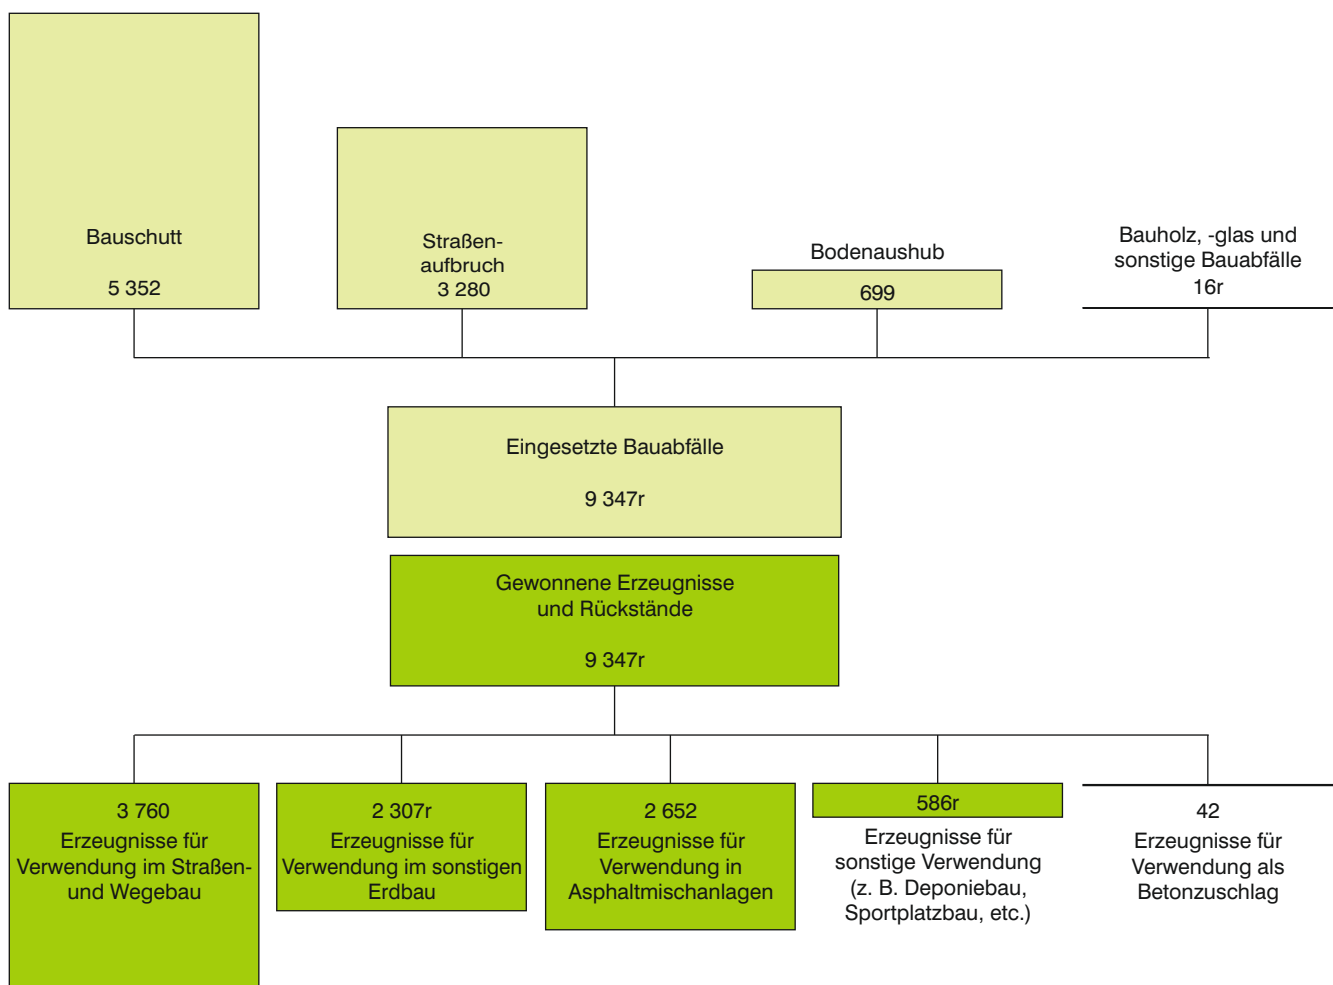 Bauschutt
5 352
Straßen-
aufbruch
3 280
Bodenaushub
699
Bauholz, -glas und
sonstige Bauabfälle
16r
Eingesetzte Bauabfälle
9 347r
Gewonnene Erzeugnisse
und Rückstände
9 347r
3 760
Erzeugnisse für
Verwendung im Straßen-
und Wegebau
2 307r
Erzeugnisse für
Verwendung im sonstigen
Erdbau
2 652
Erzeugnisse für
Verwendung in
Asphaltmischanlagen
586r
Erzeugnisse für
sonstige Verwendung
(z. B. Deponiebau,
Sportplatzbau, etc.)
42
Erzeugnisse für
Verwendung als
Betonzuschlag